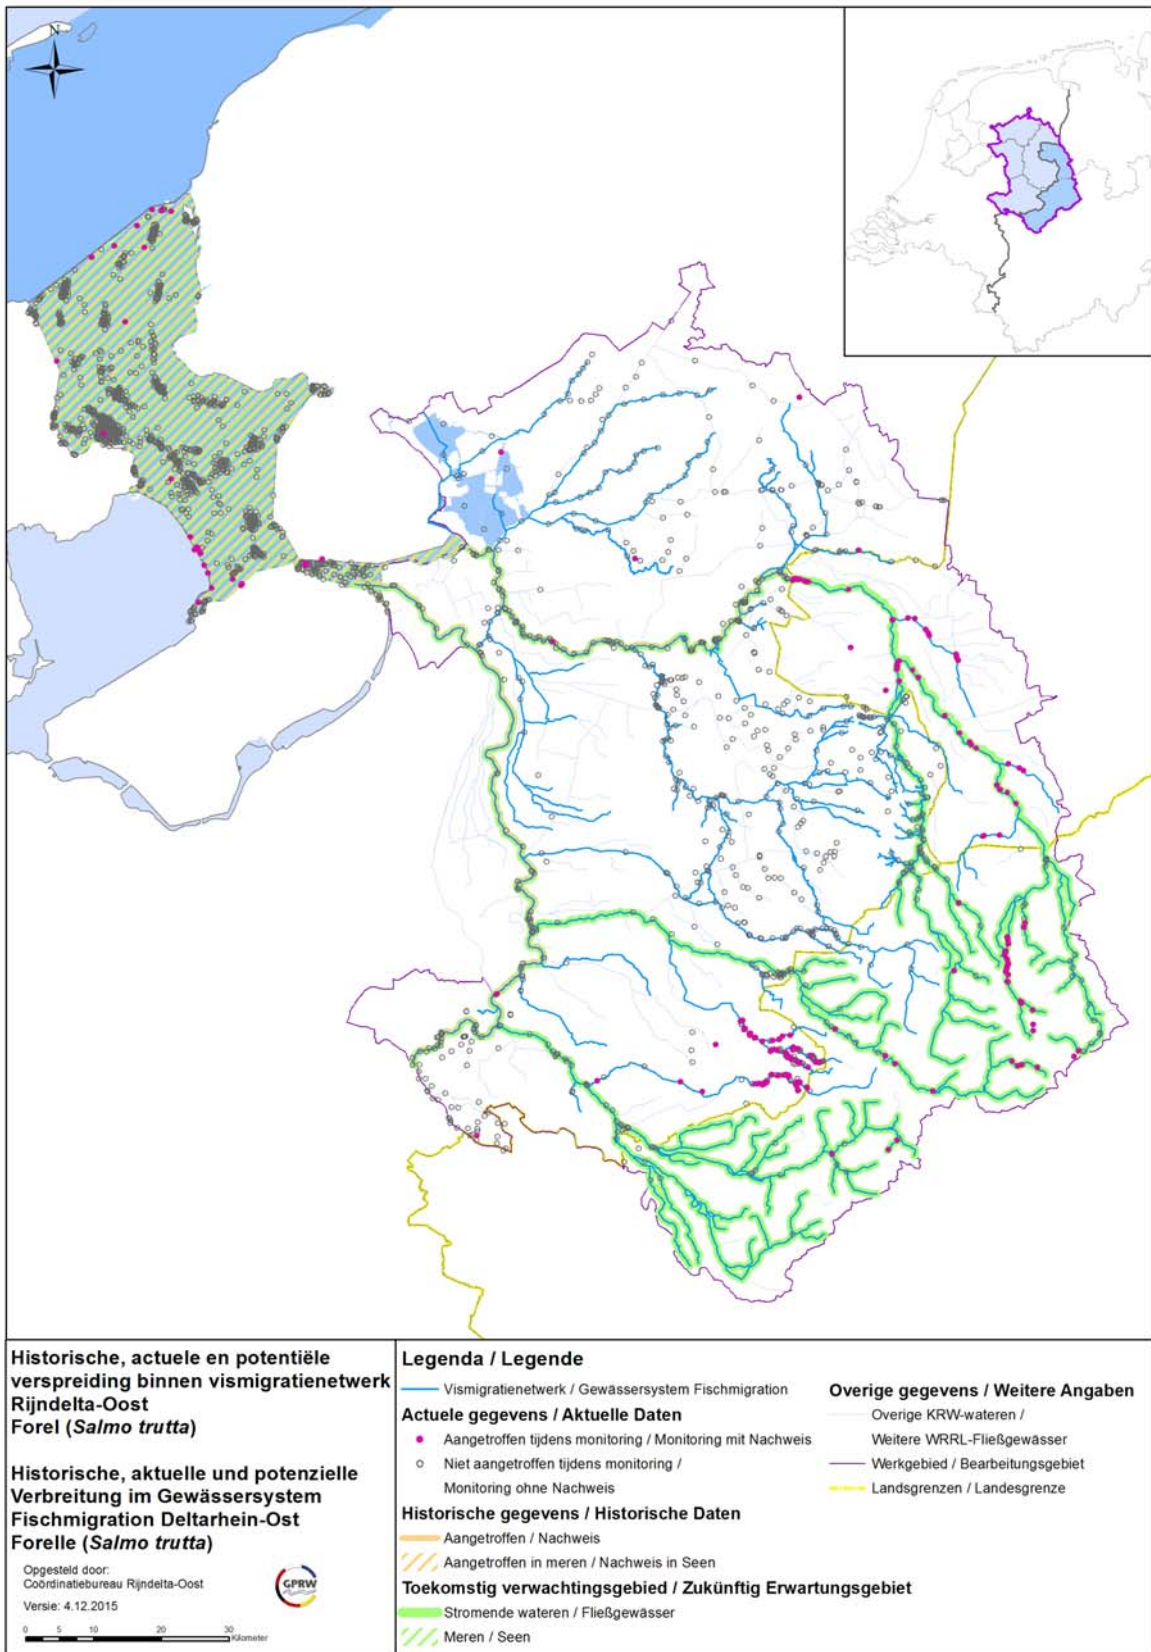 N
Historische, actuele en potentiële
verspreiding binnen vismigratienetwerk
Rijndelta-Oost
Forel (Salmo trutta)
Historische, aktuelle und potenzielle
Verbreitung im Gewässersystem
Fischmigration Deltarhein-Ost
Forelle (Salmo trutta)
Opgesteld door:
Coördinatiebureau Rijndelta-Oost
Versie: 4.12.2015
GPRW
0 5 10 20 30
Kilometer
Legenda / Legende
Vismigratienetwerk / Gewässersystem Fischmigration
Actuele gegevens / Aktuelle Daten
Aangetroffen tijdens monitoring / Monitoring mit Nachweis
Niet aangetroffen tijdens monitoring /
Monitoring ohne Nachweis
Historische gegevens / Historische Daten
Aangetroffen / Nachweis
Aangetroffen in meren / Nachweis in Seen
Toekomstig verwachtingsgebied / Zukünftig Erwartungsgebiet
Stromende wateren / Fließgewässer
Meren / Seen
Overige gegevens / Weitere Angaben
Overige KRW-wateren /
Weitere WRRL-Fließgewässer
Werkgebied / Bearbeitungsgebiet
Landsgrenzen / Landesgrenze